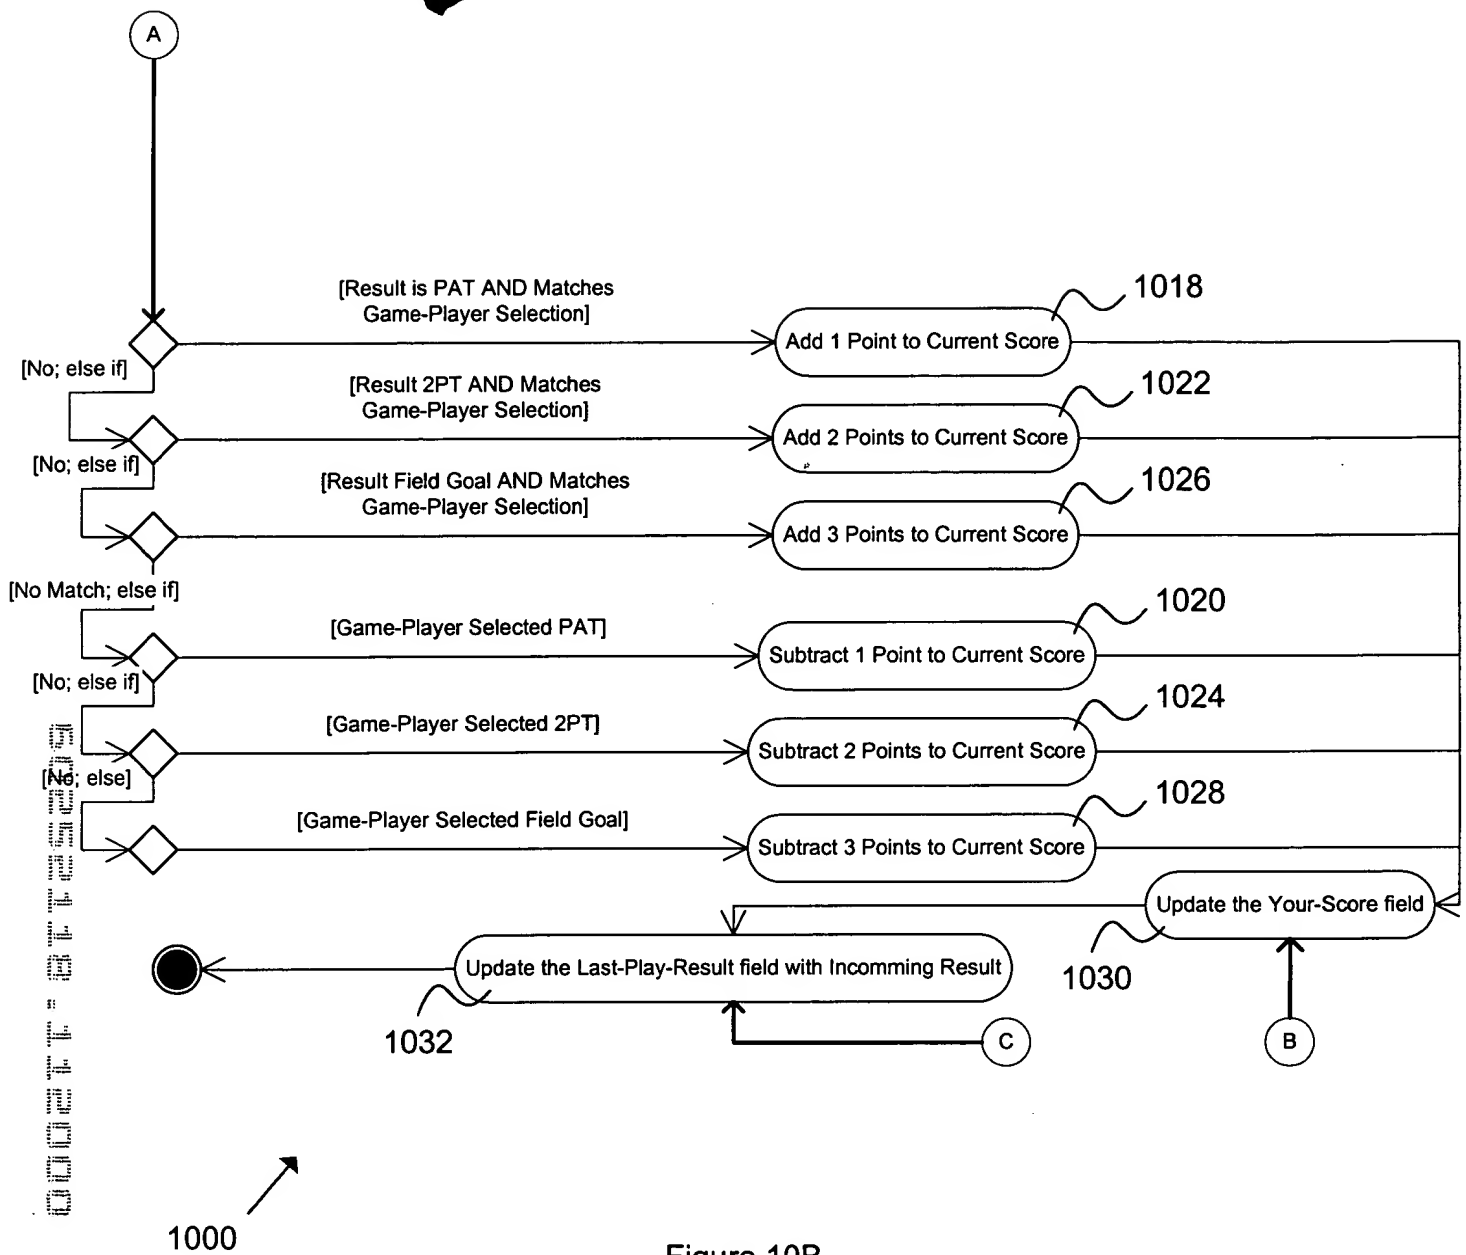 A
[Result is PAT AND Matches
Game-Player Selection]
1018
Add 1 Point to Current Score
[No; else if]
[Result 2PT AND Matches
Game-Player Selection]
1022
Add 2 Points to Current Score
[No; else if]
[Result Field Goal AND Matches
Game-Player Selection]
1026
Add 3 Points to Current Score
[No Match; else if]
[Game-Player Selected PAT]
1020
Subtract 1 Point to Current Score
[No; else if]
[Game-Player Selected 2PT]
1024
Subtract 2 Points to Current Score
[No; else]
[Game-Player Selected Field Goal]
1028
Subtract 3 Points to Current Score
Update the Your-Score field
1030
Update the Last-Play-Result field with Incomming Result
1032
C
B
1000
Figure 10B